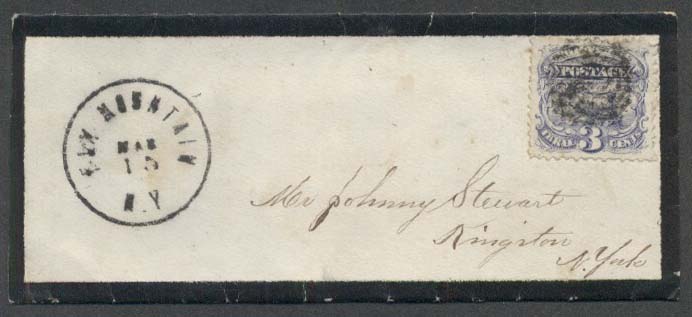 MOUNTAIN
MAR
15
N.Y
POSTAGE
THREE 3 CENTS
Mr Johnny Stewart
Kingston
N. York